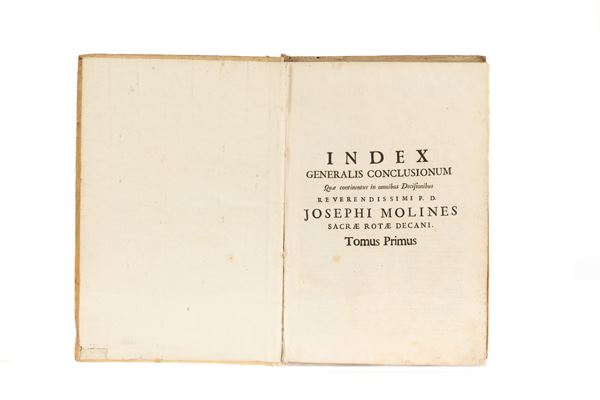 INDEX
GENERALIS CONCLUSIONUM
Quæ continentur in omnibus Decisionibus
REVERENDISSIMI P. D.
JOSEPHI MOLINES
SACRÆ ROTÆ DECANI.
Tomus Primus